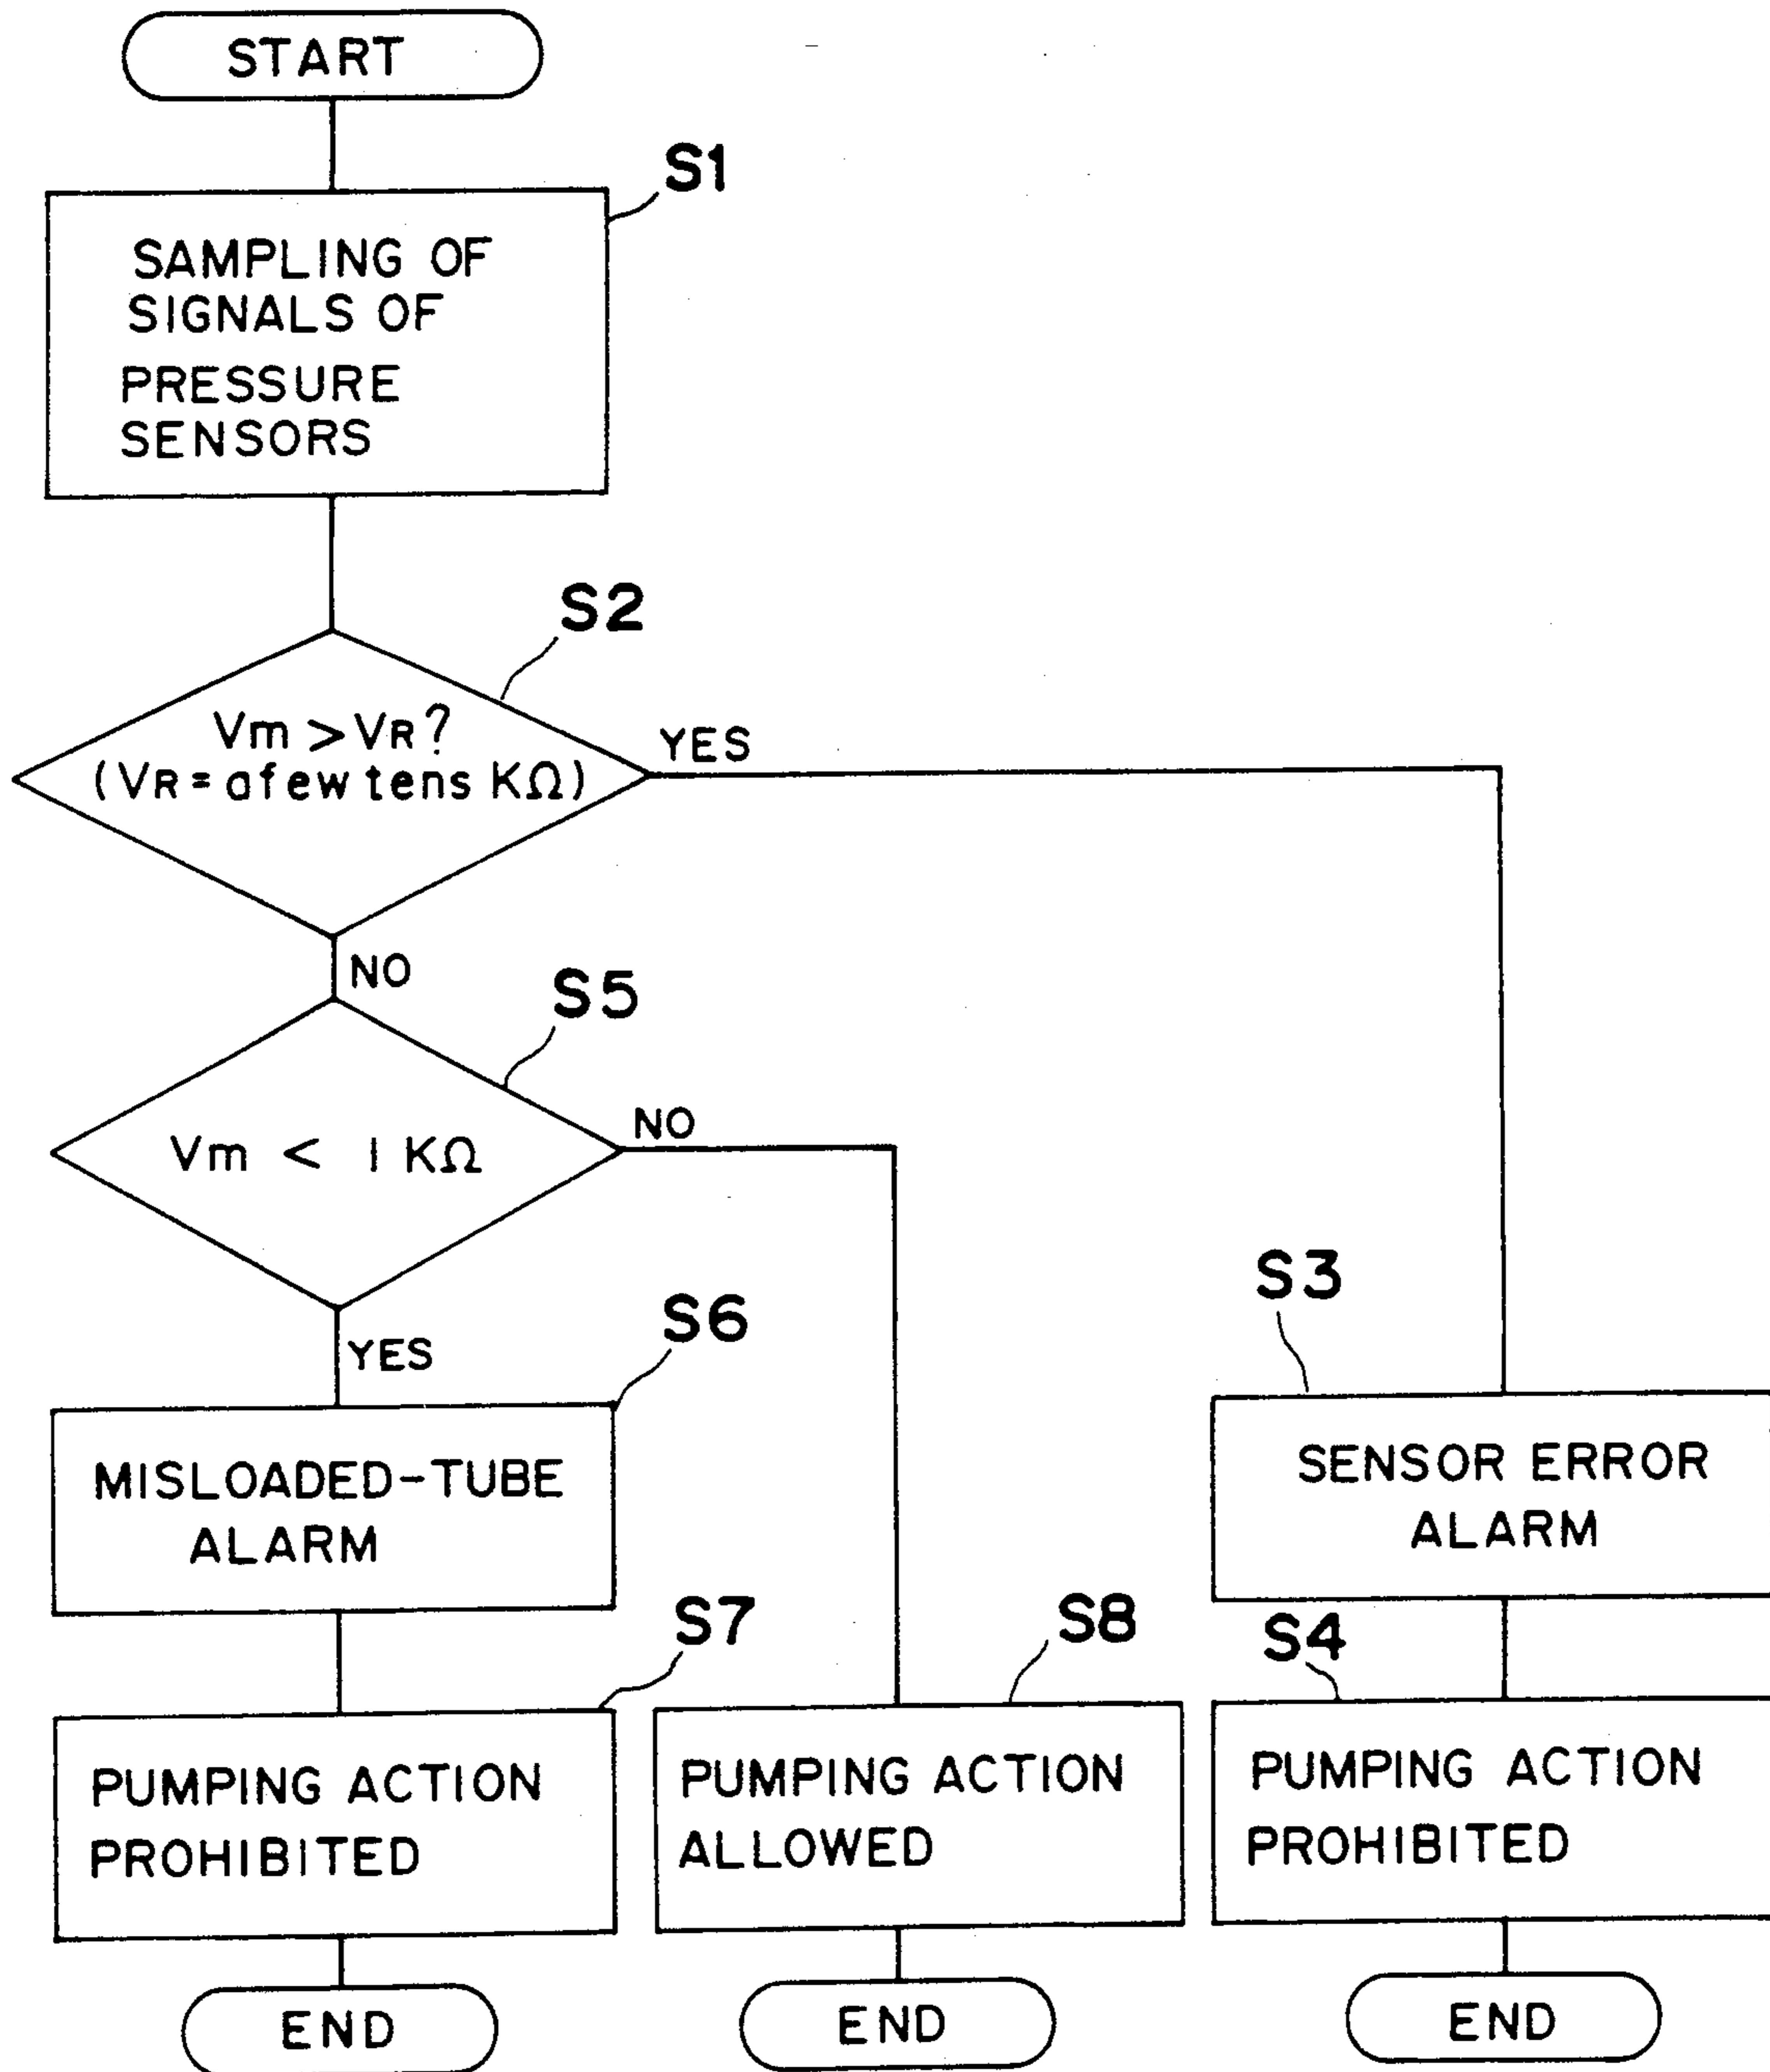 START
S1
SAMPLING OF
SIGNALS OF
PRESSURE
SENSORS
S2
Vm > VR?
(VR = a few tens KΩ)
YES
NO
S5
Vm < 1 KΩ
NO
YES
S3
SENSOR ERROR
ALARM
S6
MISLOADED-TUBE
ALARM
S7
PUMPING ACTION
PROHIBITED
S8
PUMPING ACTION
ALLOWED
S4
PUMPING ACTION
PROHIBITED
END
END
END